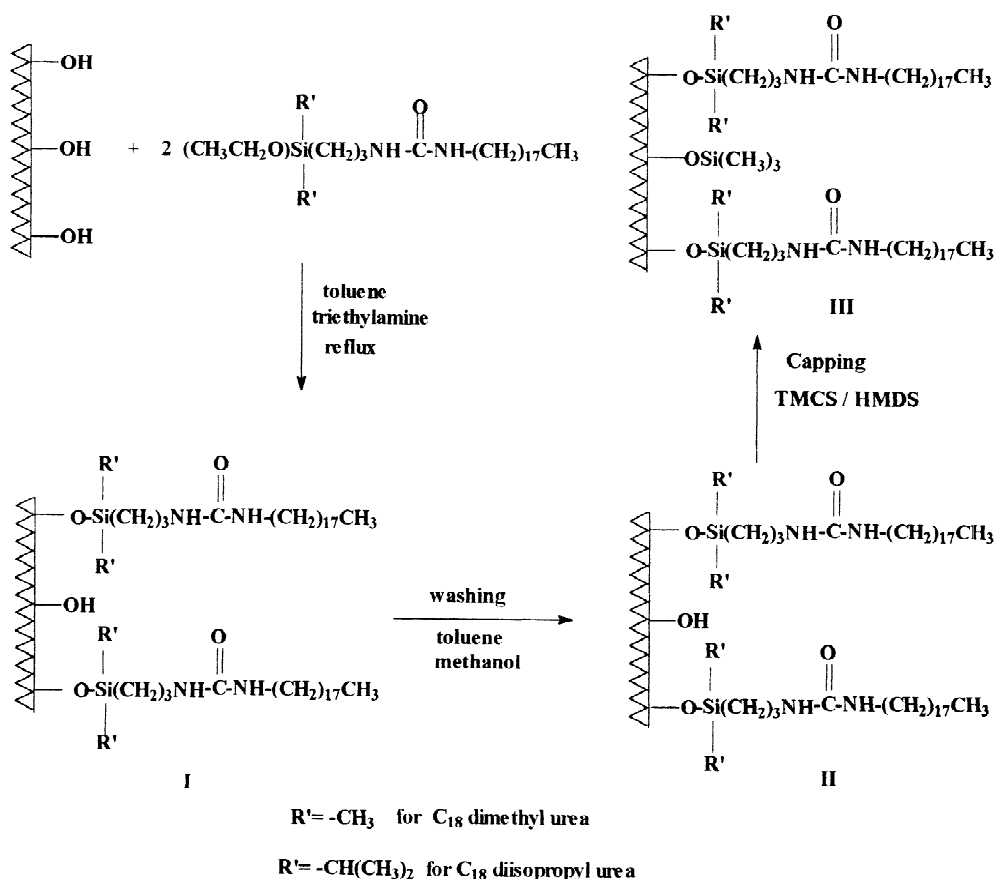 OH
OH
OH
+ 2 (CH₃CH₂O)Si(CH₂)₃NH-C-NH-(CH₂)₁₇CH₃
R'
O
R'
toluene
triethylamine
reflux
R'
O
O-Si(CH₂)₃NH-C-NH-(CH₂)₁₇CH₃
R'
OH
R'
O
O-Si(CH₂)₃NH-C-NH-(CH₂)₁₇CH₃
R'
I
washing
toluene
methanol
R'
O
O-Si(CH₂)₃NH-C-NH-(CH₂)₁₇CH₃
R'
OH
R'
O
O-Si(CH₂)₃NH-C-NH-(CH₂)₁₇CH₃
R'
II
Capping
TMCS / HMDS
R'
O
O-Si(CH₂)₃NH-C-NH-(CH₂)₁₇CH₃
R'
OSi(CH₃)₃
R'
O
O-Si(CH₂)₃NH-C-NH-(CH₂)₁₇CH₃
R'
III
R'= -CH₃ for C₁₈ dimethyl urea
R'= -CH(CH₃)₂ for C₁₈ diisopropyl urea